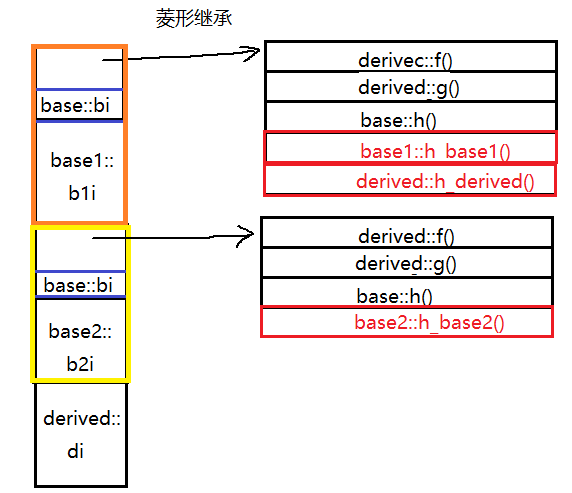 菱形继承
derivec::f()
derived::g()
base::h()
base1::h_base1()
derived::h_derived()
base::bi
base1::
b1i
derived::f()
derived::g()
base::h()
base2::h_base2()
base::bi
base2::
b2i
derived::
di